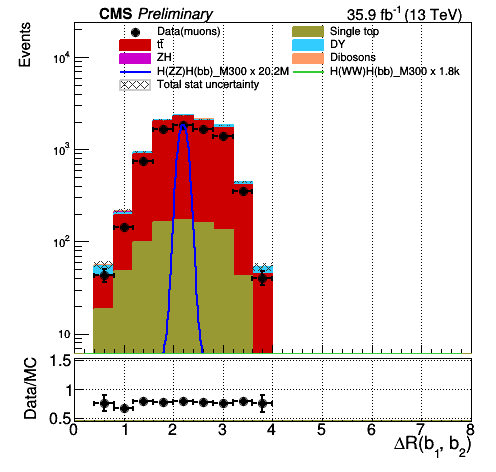 CMS Preliminary 35.9 fb⁻¹ (13 TeV)
Events
Data(muons) Single top
tt̅ DY
ZH Dibosons
H(ZZ)H(bb)_M300 x 20.2M H(WW)H(bb)_M300 x 1.8k
Total stat uncertainty
10⁴
10³
10²
10
Data/MC
1.5
1
0.5
0 1 2 3 4 5 6 7 8
ΔR(b₁, b₂)